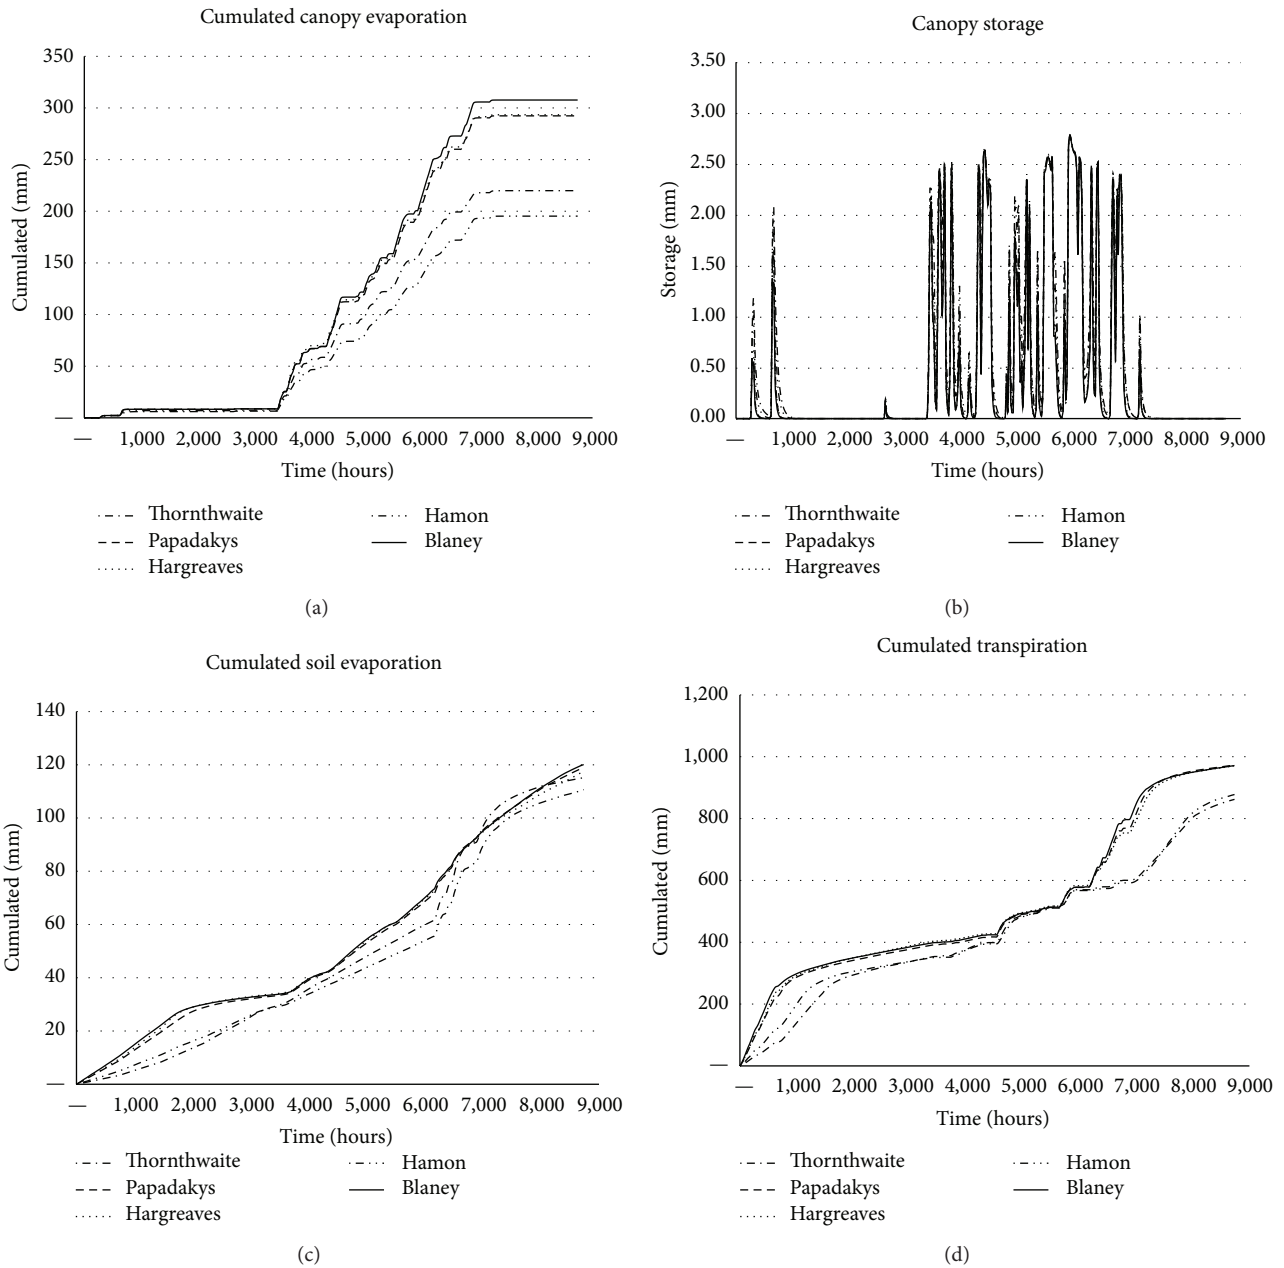 Cumulated canopy evaporation
350
300
250
200
150
100
50
—
Cumulated (mm)
— 1,000 2,000 3,000 4,000 5,000 6,000 7,000 8,000 9,000
Time (hours)
Thornthwaite
Papadakys
Hargreaves
Hamon
Blaney
(a)
Canopy storage
3.50
3.00
2.50
2.00
1.50
1.00
0.50
0.00
Storage (mm)
— 1,000 2,000 3,000 4,000 5,000 6,000 7,000 8,000 9,000
Time (hours)
Thornthwaite
Papadakys
Hargreaves
Hamon
Blaney
(b)
Cumulated soil evaporation
140
120
100
80
60
40
20
—
Cumulated (mm)
— 1,000 2,000 3,000 4,000 5,000 6,000 7,000 8,000 9,000
Time (hours)
Thornthwaite
Papadakys
Hargreaves
Hamon
Blaney
(c)
Cumulated transpiration
1,200
1,000
800
600
400
200
—
Cumulated (mm)
— 1,000 2,000 3,000 4,000 5,000 6,000 7,000 8,000 9,000
Time (hours)
Thornthwaite
Papadakys
Hargreaves
Hamon
Blaney
(d)